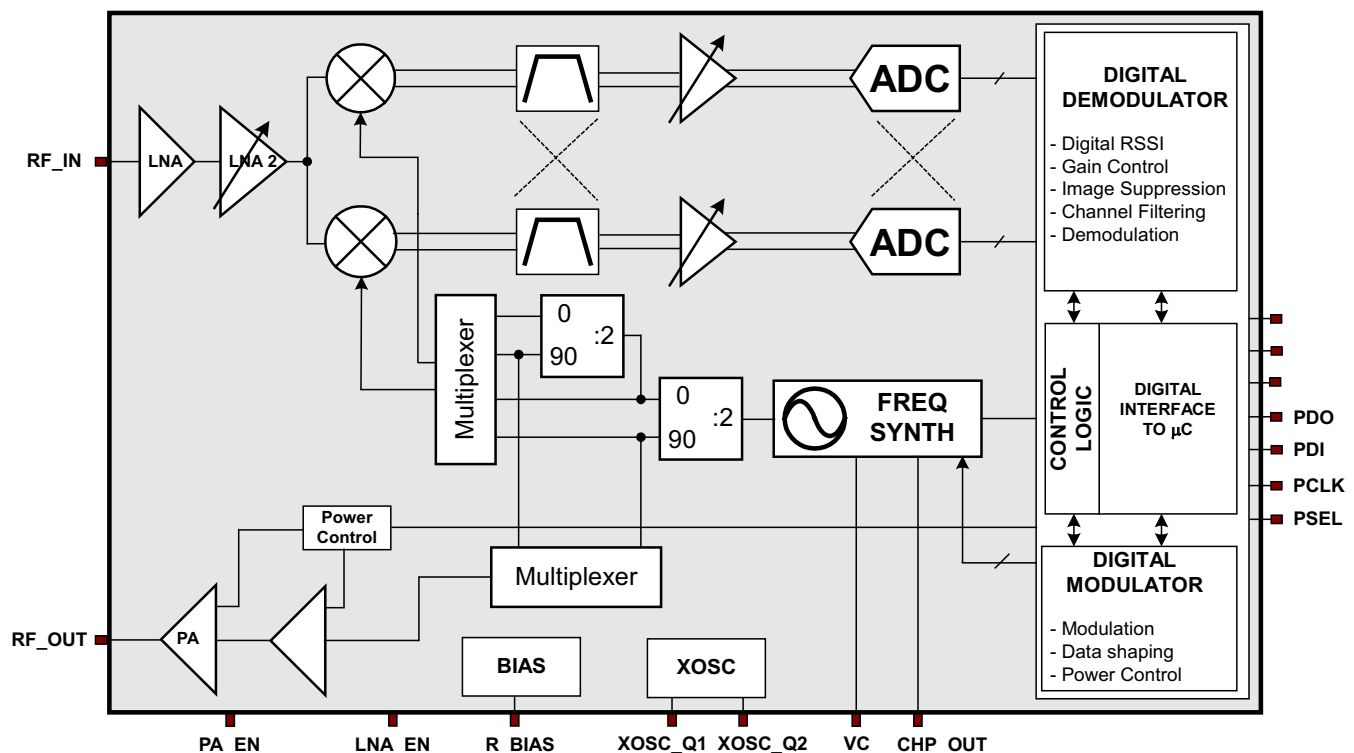 RF_IN
LNA
LNA 2
ADC
ADC
DIGITAL
DEMODULATOR
- Digital RSSI
- Gain Control
- Image Suppression
- Channel Filtering
- Demodulation
Multiplexer
0
90
:2
0
90
:2
FREQ
SYNTH
CONTROL
LOGIC
DIGITAL
INTERFACE
TO µC
PDO
PDI
PCLK
PSEL
Power
Control
Multiplexer
DIGITAL
MODULATOR
- Modulation
- Data shaping
- Power Control
RF_OUT
PA
BIAS
XOSC
PA_EN
LNA_EN
R_BIAS
XOSC_Q1
XOSC_Q2
VC
CHP_OUT